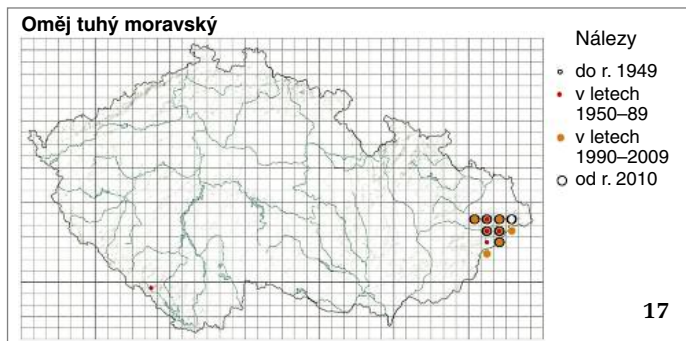 Oměj tuhý moravský
Nálezy
do r. 1949
v letech
1950–89
v letech
1990–2009
od r. 2010
17